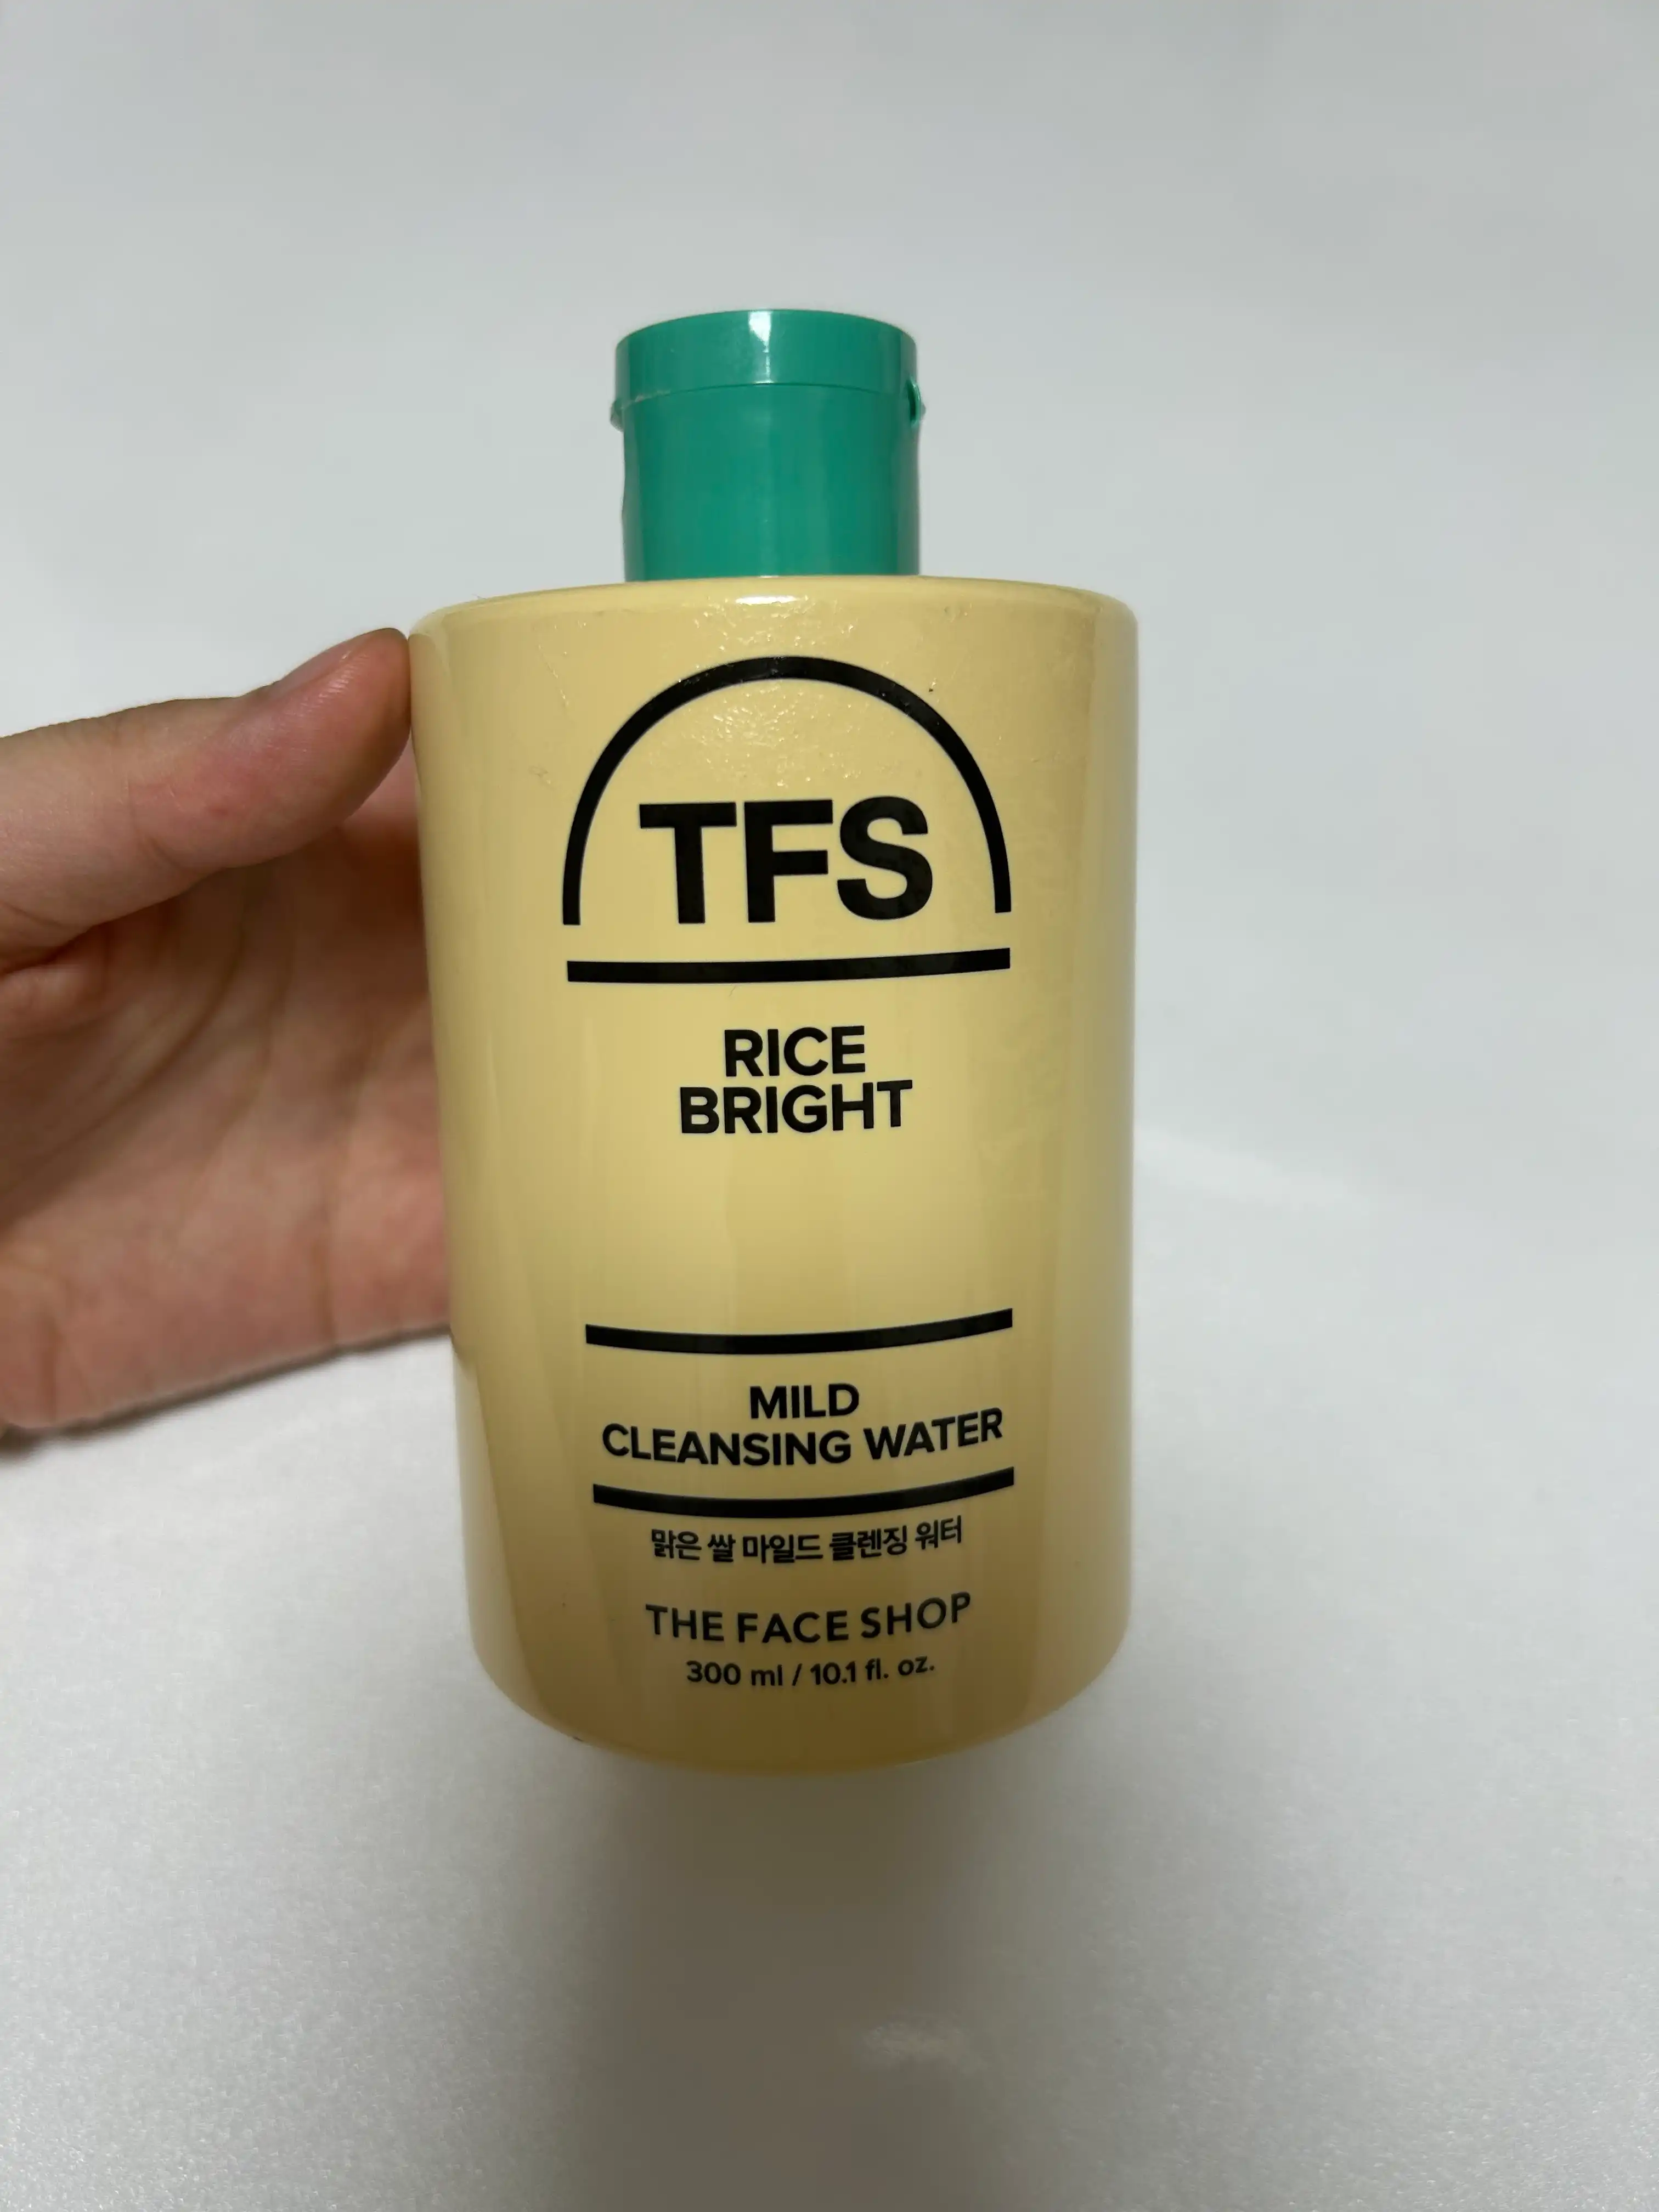 TFS
RICE
BRIGHT
MILD
CLEANSING WATER
맑은 쌀 마일드 클렌징 워터
THE FACE SHOP
300 ml / 10.1 fl. oz.